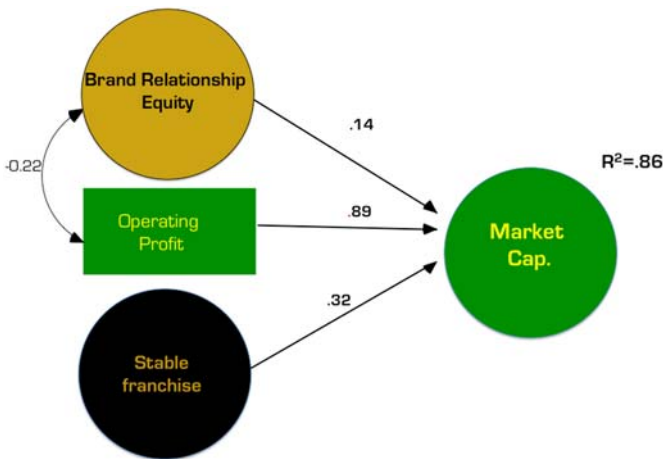 Brand Relationship
Equity
.14
-0.22
R²=.86
Operating
Profit
.89
Market
Cap.
.32
Stable
franchise